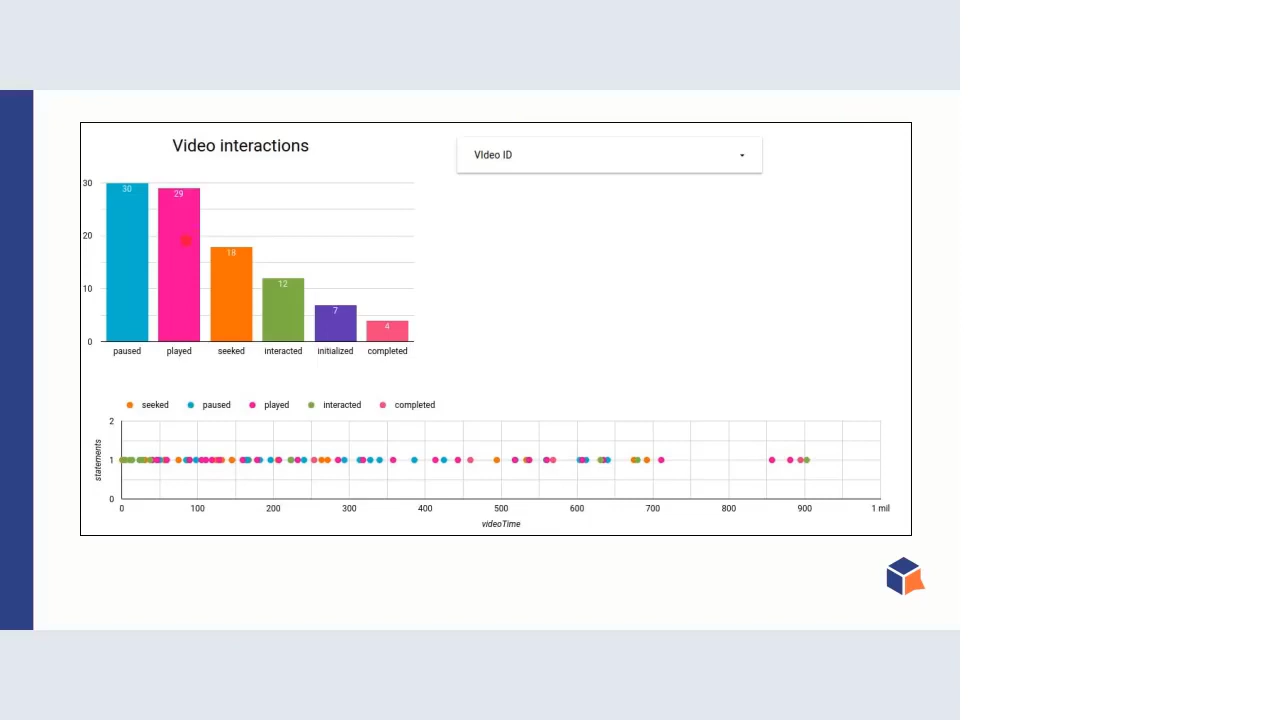 Video interactions
VIdeo ID
30
20
10
0
30
29
18
12
7
4
paused played seeked interacted initialized completed
seeked paused played interacted completed
statements
2
1
0
0 100 200 300 400 500 600 700 800 900 1 mil
videoTime